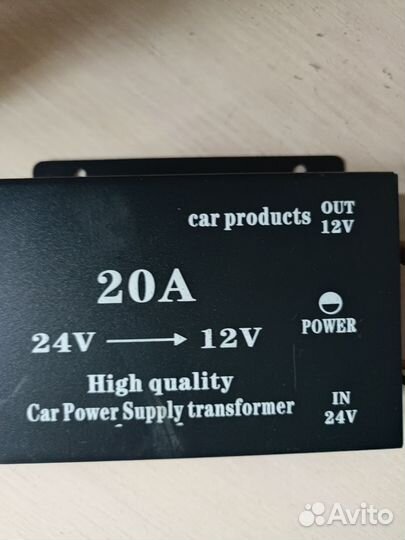 car products
OUT
12V
20A
24V → 12V
POWER
High quality
Car Power Supply transformer
IN
24V
Avito